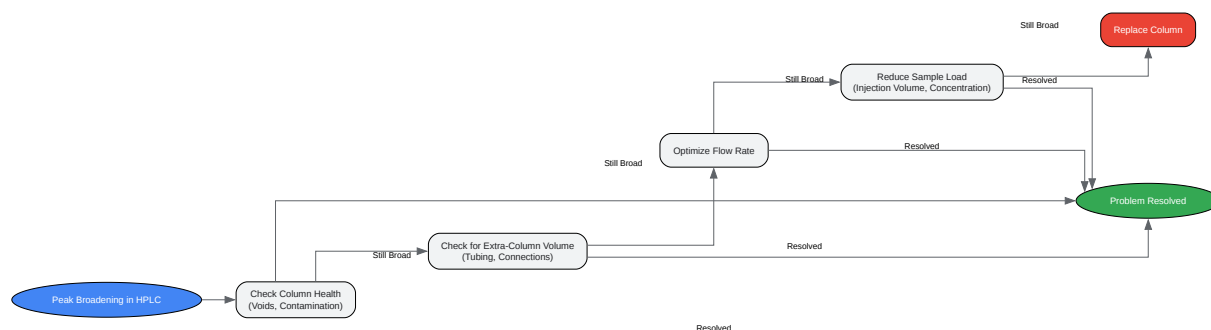 Still Broad
Replace Column
Still Broad
Reduce Sample Load
(Injection Volume, Concentration)
Resolved
Still Broad
Optimize Flow Rate
Resolved
Problem Resolved
Still Broad
Check for Extra-Column Volume
(Tubing, Connections)
Resolved
Peak Broadening in HPLC
Check Column Health
(Voids, Contamination)
Resolved